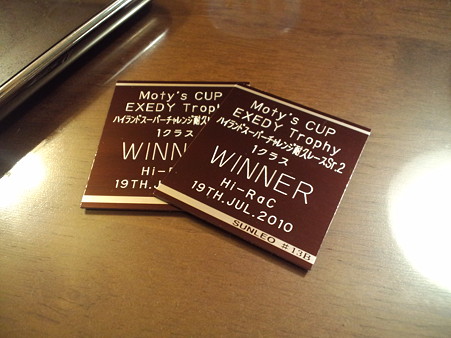 Moty's CUP
EXEDY Trophy
ハイランドスーパーチャレンジ耐久レース
1クラス
WINN
Hi-R
19TH.JU
Moty's CUP
EXEDY Trophy
ハイランドスーパーチャレンジ耐久レースSr.2
1クラス
WINNER
Hi-RaC
19TH.JUL.2010
SUNLEO #13B